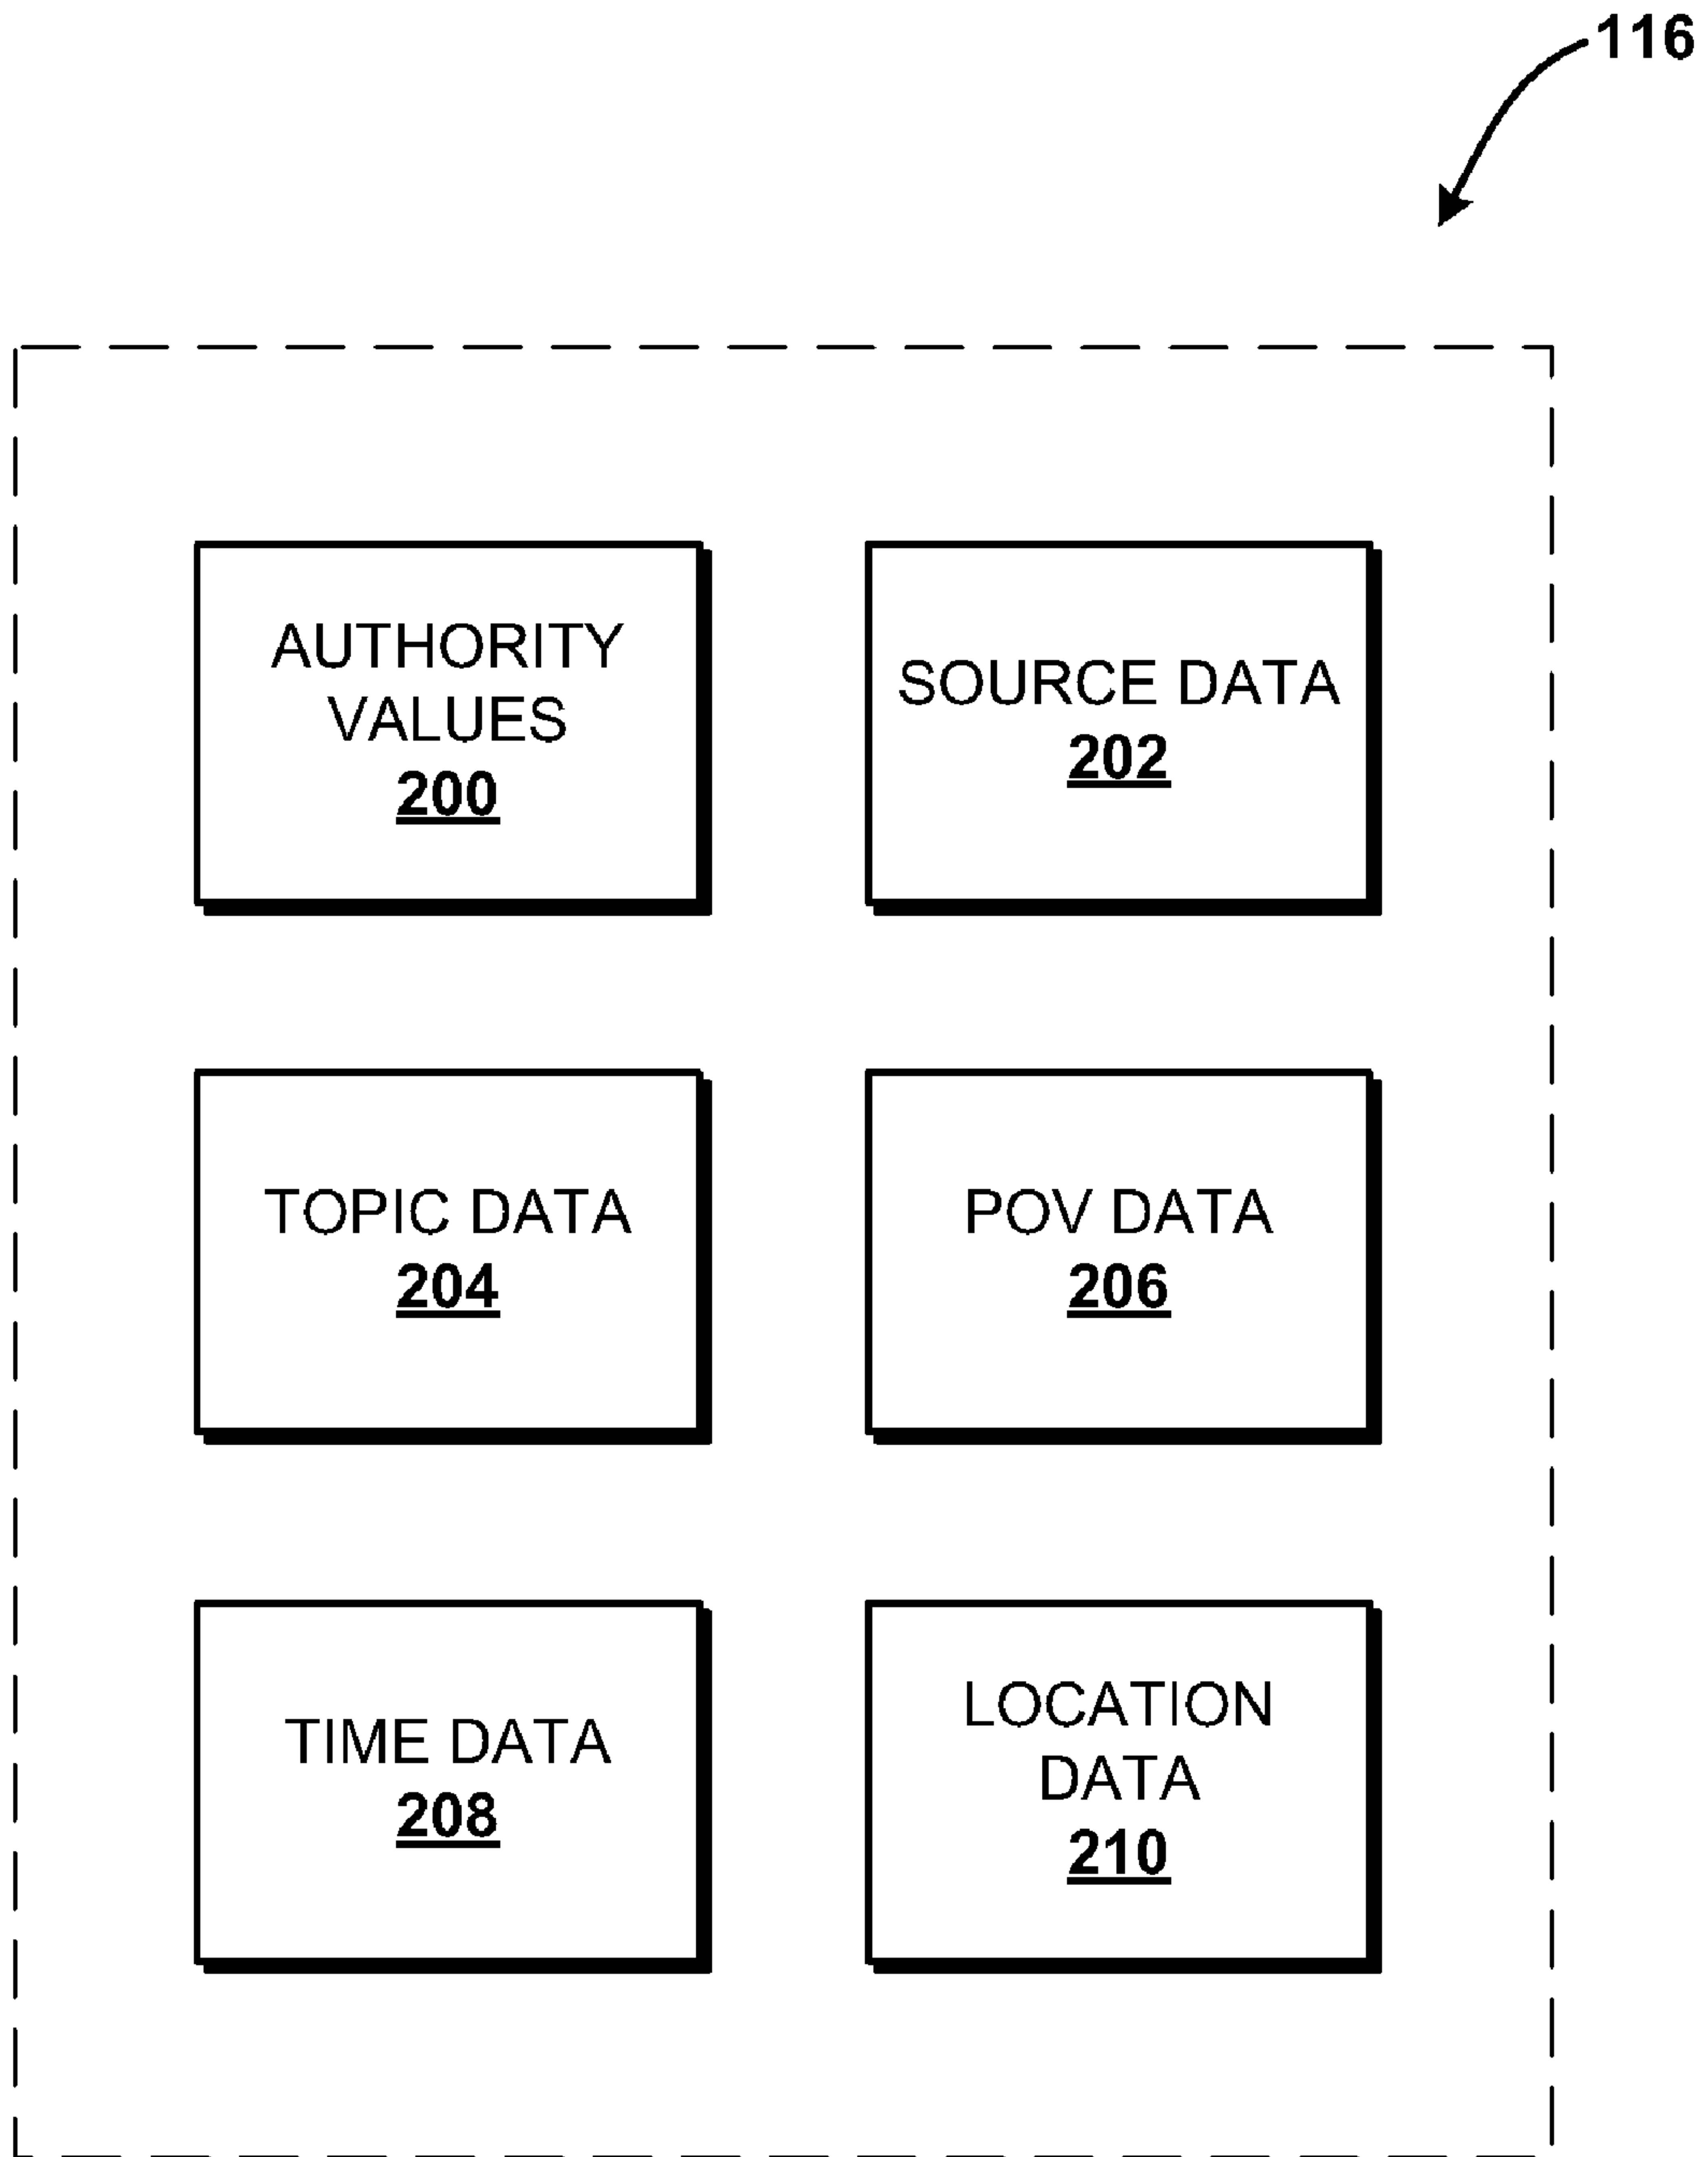 116
AUTHORITY
VALUES
200
SOURCE DATA
202
TOPIC DATA
204
POV DATA
206
TIME DATA
208
LOCATION
DATA
210